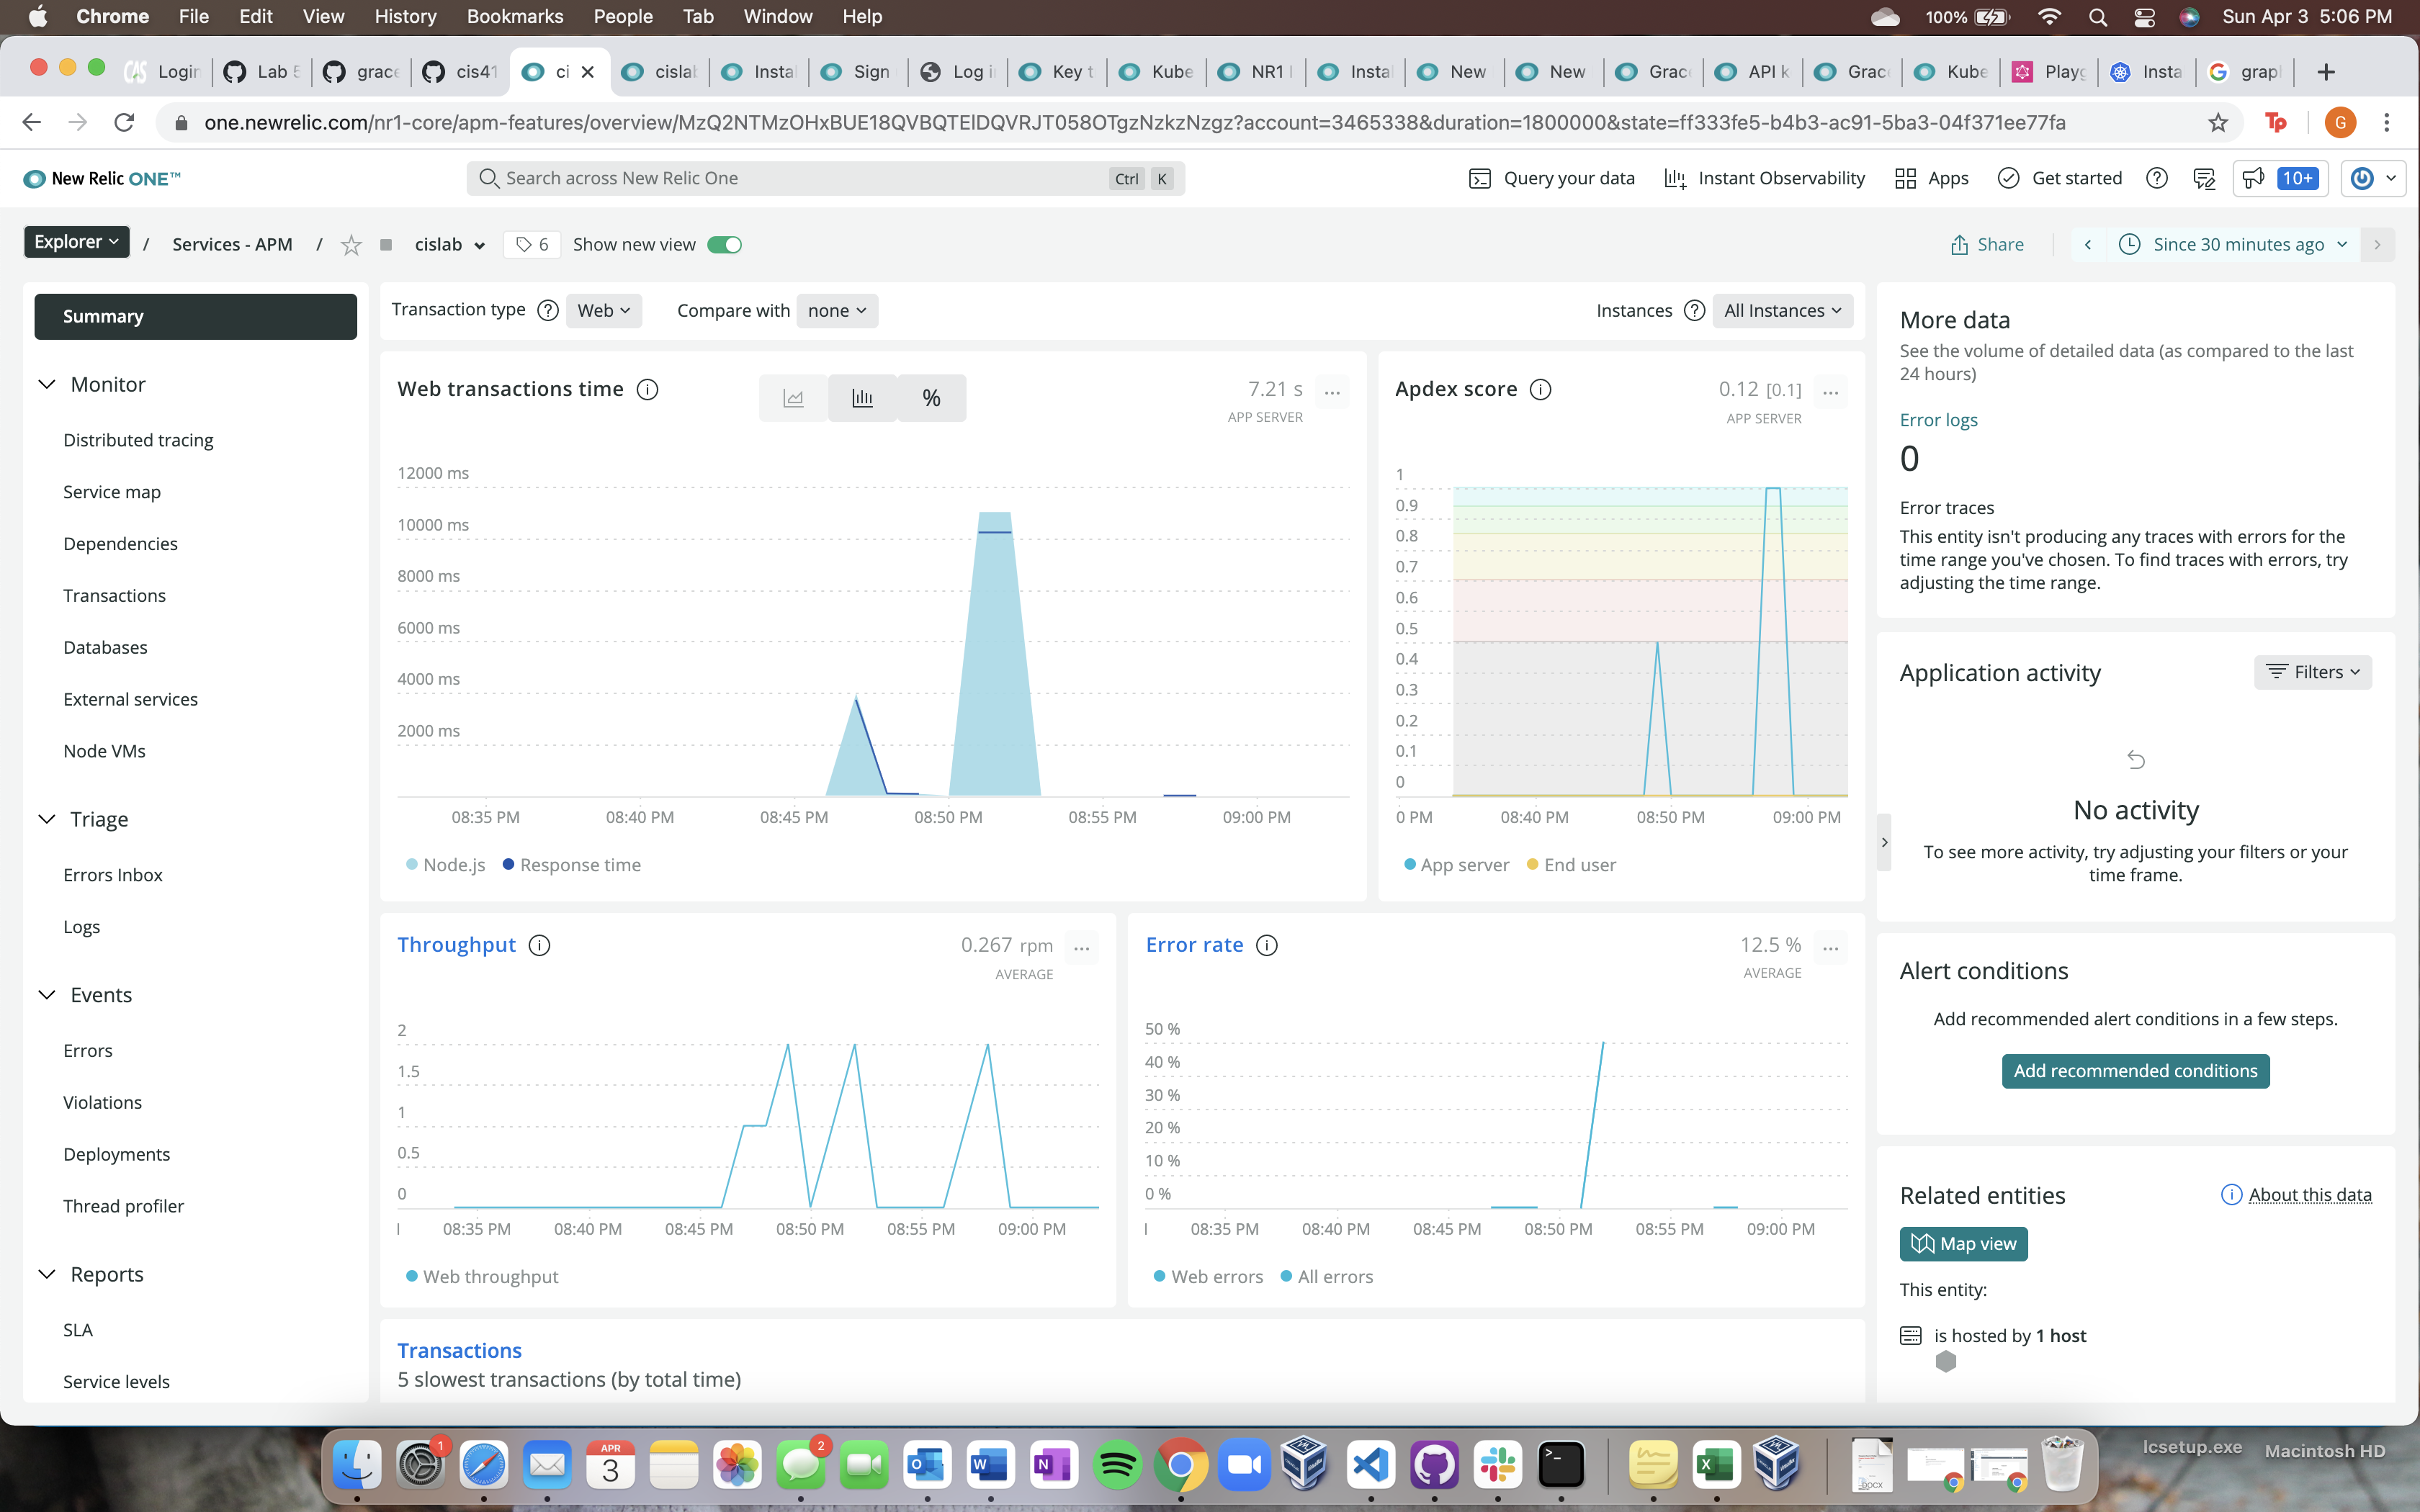 Chrome File Edit View History Bookmarks People Tab Window Help 100% Sun Apr 3 5:06 PM
CAS Login Lab grace cis41 ci cislab Insta Sign Log i Key t Kube NR1 Insta New New Grac API k Grac Kube Playg Insta grap
one.newrelic.com/nr1-core/apm-features/overview/MzQ2NTMzOHxBUE18QVBQTElDQVRJT058OTgzNzkzNzgz?account=3465338&duration=1800000&state=ff333fe5-b4b3-ac91-5ba3-04f371ee77fa
Tp G
New Relic ONE™ Search across New Relic One Ctrl K Query your data Instant Observability Apps Get started 10+
Explorer / Services - APM / cislab 6 Show new view Share Since 30 minutes ago
Summary
Monitor
Distributed tracing
Service map
Dependencies
Transactions
Databases
External services
Node VMs
Triage
Errors Inbox
Logs
Events
Errors
Violations
Deployments
Thread profiler
Reports
SLA
Service levels
Transaction type Web Compare with none Instances All Instances
Web transactions time % 7.21 s
APP SERVER
12000 ms
10000 ms
8000 ms
6000 ms
4000 ms
2000 ms
08:35 PM 08:40 PM 08:45 PM 08:50 PM 08:55 PM 09:00 PM
Node.js Response time
Apdex score 0.12 [0.1]
APP SERVER
1
0.9
0.8
0.7
0.6
0.5
0.4
0.3
0.2
0.1
0
0 PM 08:40 PM 08:50 PM 09:00 PM
App server End user
Throughput 0.267 rpm
AVERAGE
2
1.5
1
0.5
0
08:35 PM 08:40 PM 08:45 PM 08:50 PM 08:55 PM 09:00 PM
Web throughput
Error rate 12.5 %
AVERAGE
50 %
40 %
30 %
20 %
10 %
0 %
08:35 PM 08:40 PM 08:45 PM 08:50 PM 08:55 PM 09:00 PM
Web errors All errors
Transactions
5 slowest transactions (by total time)
More data
See the volume of detailed data (as compared to the last
24 hours)
Error logs
0
Error traces
This entity isn't producing any traces with errors for the
time range you've chosen. To find traces with errors, try
adjusting the time range.
Application activity Filters
No activity
To see more activity, try adjusting your filters or your
time frame.
Alert conditions
Add recommended alert conditions in a few steps.
Add recommended conditions
Related entities About this data
Map view
This entity:
is hosted by 1 host
1 APR 3 2 O W N X DOCX
lcsetup.exe Macintosh HD